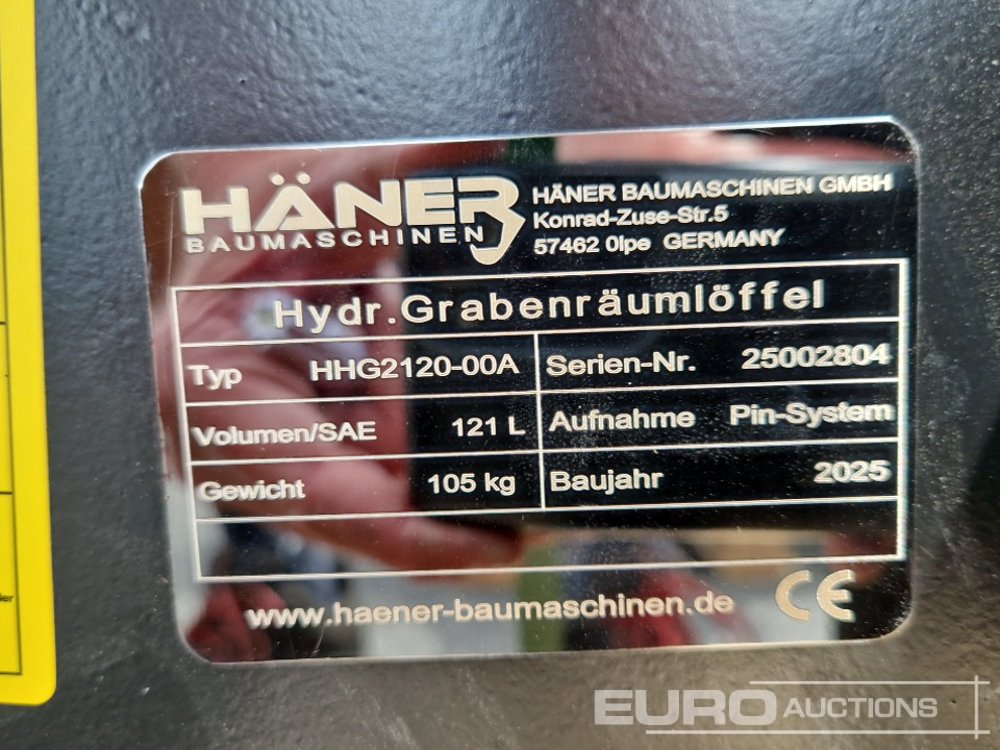 HÄNER
BAUMASCHINEN
HÄNER BAUMASCHINEN GMBH
Konrad-Zuse-Str.5
57462 Olpe GERMANY
Hydr.Grabenräumlöffel
Typ HHG2120-00A Serien-Nr. 25002804
Volumen/SAE 121 L Aufnahme Pin-System
Gewicht 105 kg Baujahr 2025
www.haener-baumaschinen.de CE
EURO AUCTIONS